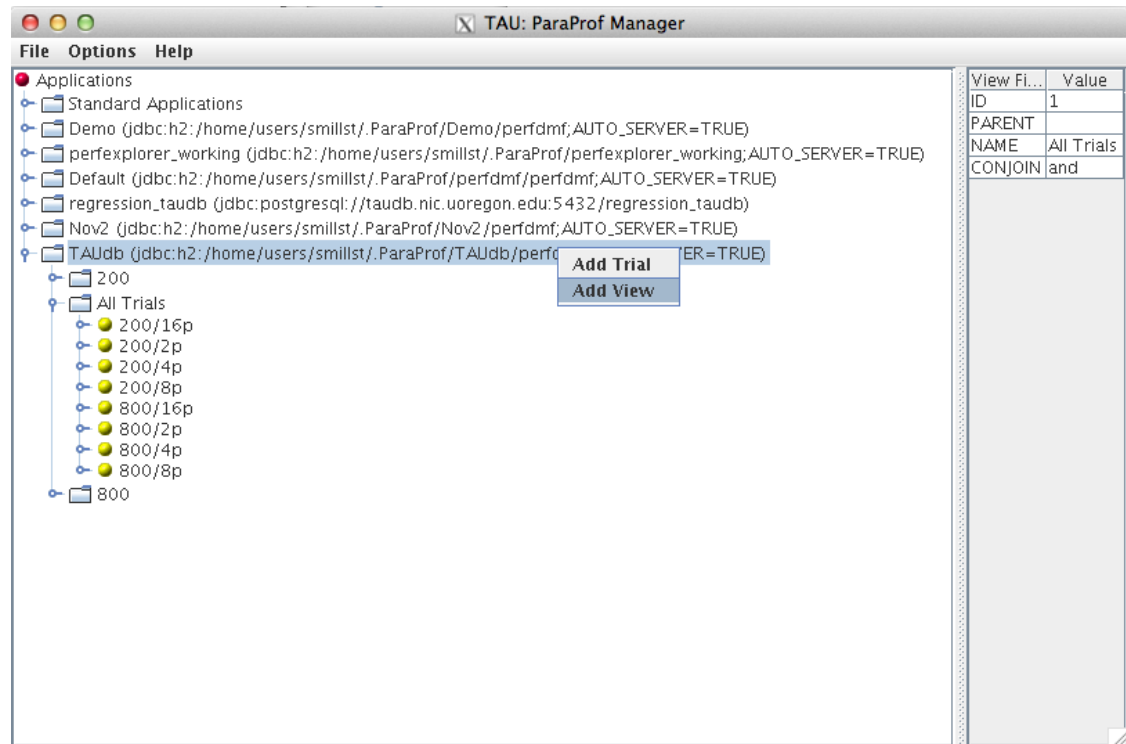 TAU: ParaProf Manager
File Options Help
Applications
Standard Applications
Demo (jdbc:h2:/home/users/smillst/.ParaProf/Demo/perfdmf;AUTO_SERVER=TRUE)
perfexplorer_working (jdbc:h2:/home/users/smillst/.ParaProf/perfexplorer_working;AUTO_SERVER=TRUE)
Default (jdbc:h2:/home/users/smillst/.ParaProf/perfdmf/perfdmf;AUTO_SERVER=TRUE)
regression_taudb (jdbc:postgresql://taudb.nic.uoregon.edu:5432/regression_taudb)
Nov2 (jdbc:h2:/home/users/smillst/.ParaProf/Nov2/perfdmf;AUTO_SERVER=TRUE)
TAUdb (jdbc:h2:/home/users/smillst/.ParaProf/TAUdb/perfd ER=TRUE)
Add Trial
Add View
200
All Trials
200/16p
200/2p
200/4p
200/8p
800/16p
800/2p
800/4p
800/8p
800
View Fi... Value
ID 1
PARENT
NAME All Trials
CONJOIN and